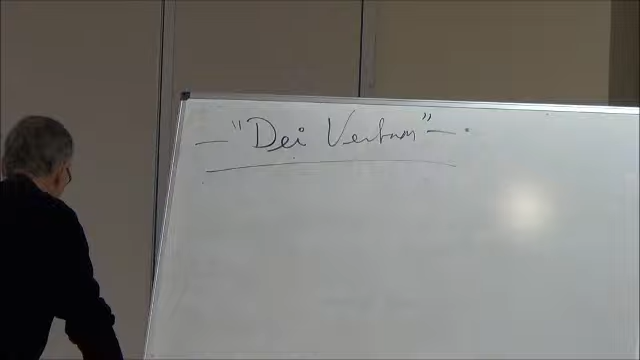 — "Dei Verbum" — .